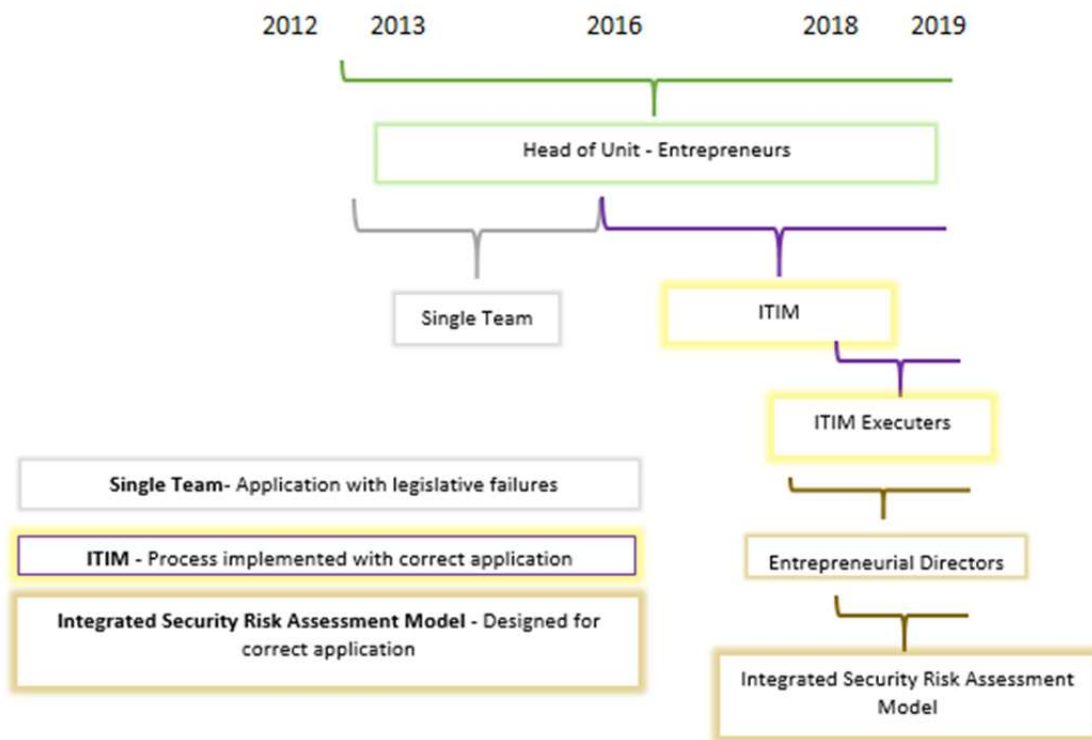 2012 2013 2016 2018 2019
Head of Unit - Entrepreneurs
Single Team
ITIM
ITIM Executers
Single Team- Application with legislative failures
ITIM - Process implemented with correct application
Entrepreneurial Directors
Integrated Security Risk Assessment Model - Designed for
correct application
Integrated Security Risk Assessment
Model